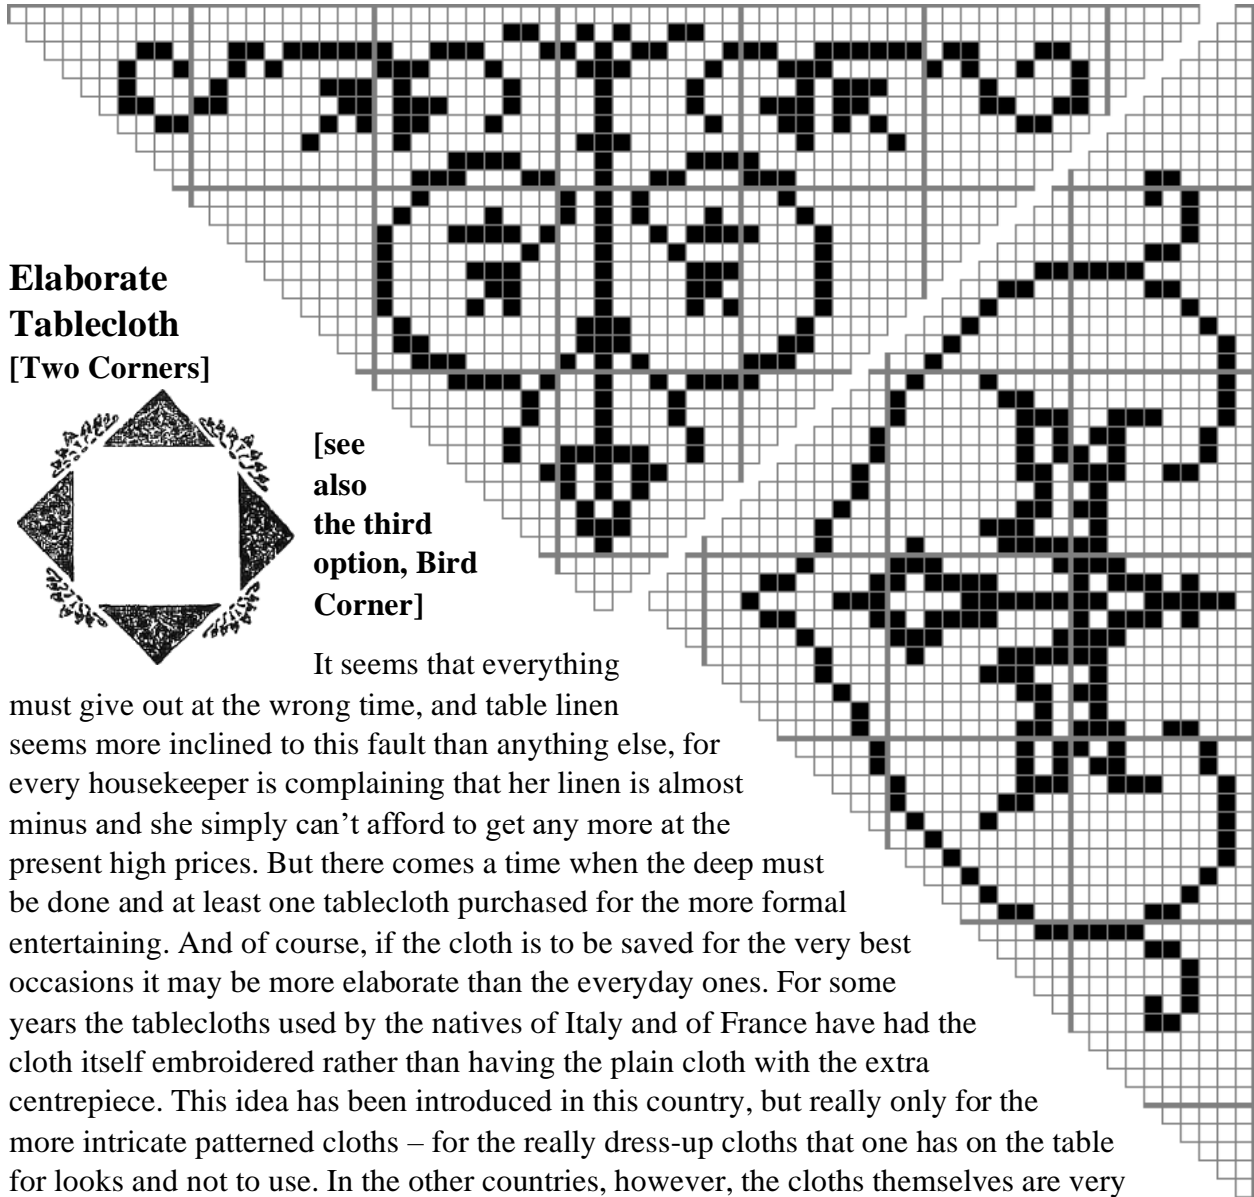 Elaborate
Tablecloth
[Two Corners]
[see
also
the third
option, Bird
Corner]
It seems that everything
must give out at the wrong time, and table linen
seems more inclined to this fault than anything else, for
every housekeeper is complaining that her linen is almost
minus and she simply can’t afford to get any more at the
present high prices. But there comes a time when the deep must
be done and at least one tablecloth purchased for the more formal
entertaining. And of course, if the cloth is to be saved for the very best
occasions it may be more elaborate than the everyday ones. For some
years the tablecloths used by the natives of Italy and of France have had the
cloth itself embroidered rather than having the plain cloth with the extra
centrepiece. This idea has been introduced in this country, but really only for the
more intricate patterned cloths – for the really dress-up cloths that one has on the table
for looks and not to use. In the other countries, however, the cloths themselves are very